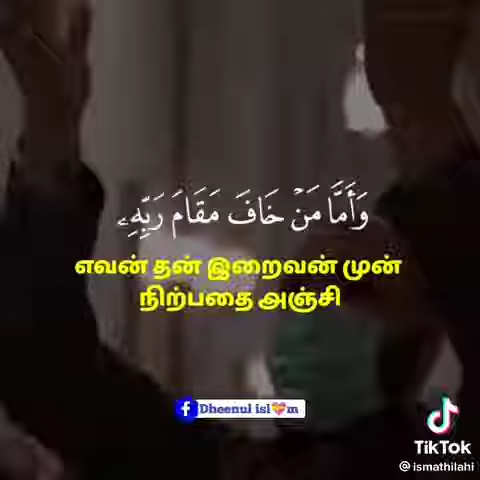 وَأَمَّا مَنْ خَافَ مَقَامَ رَبِّهِۦ
எவன் தன் இறைவன் முன்
நிற்பதை அஞ்சி
Dheenul isl💝m
TikTok
@ismathilahi